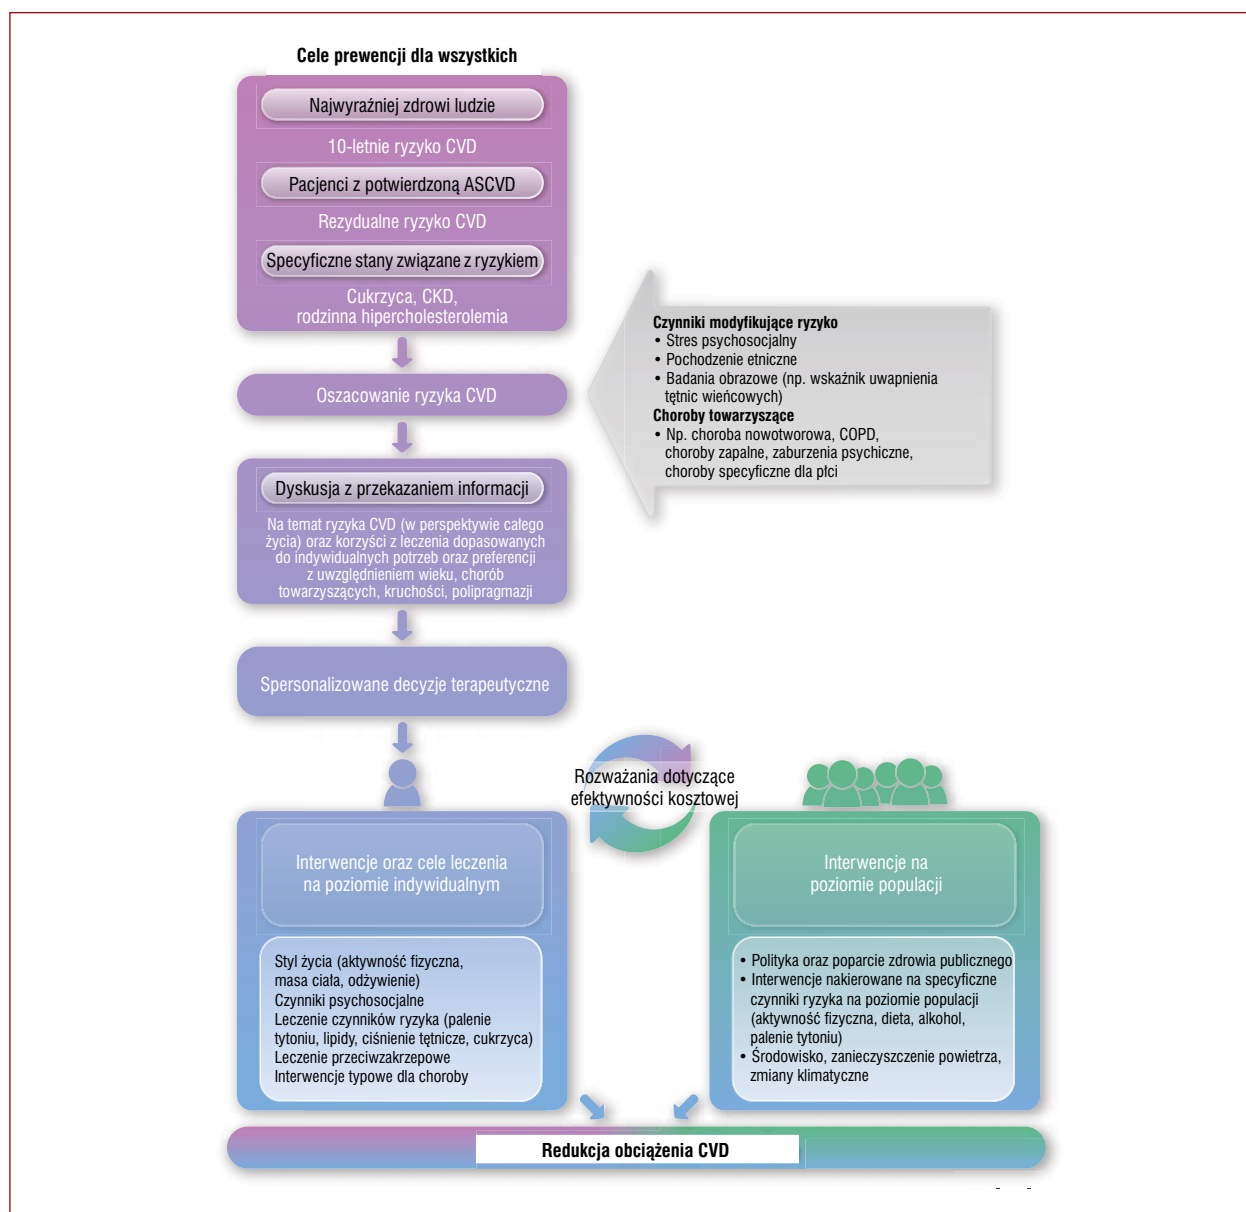 Cele prewencji dla wszystkich
Najwyraźniej zdrowi ludzie
10-letnie ryzyko CVD
Pacjenci z potwierdzoną ASCVD
Rezydualne ryzyko CVD
Specyficzne stany związane z ryzykiem
Cukrzyca, CKD,
rodzinna hipercholesterolemia
Oszacowanie ryzyka CVD
Czynniki modyfikujące ryzyko
• Stres psychosocjalny
• Pochodzenie etniczne
• Badania obrazowe (np. wskaźnik uwapnienia
tętnic wieńcowych)
Choroby towarzyszące
• Np. choroba nowotworowa, COPD,
choroby zapalne, zaburzenia psychiczne,
choroby specyficzne dla płci
Dyskusja z przekazaniem informacji
Na temat ryzyka CVD (w perspektywie całego
życia) oraz korzyści z leczenia dopasowanych
do indywidualnych potrzeb oraz preferencji
z uwzględnieniem wieku, chorób
towarzyszących, kruchości, polipragmazji
Spersonalizowane decyzje terapeutyczne
Rozważania dotyczące
efektywności kosztowej
Interwencje oraz cele leczenia
na poziomie indywidualnym
Styl życia (aktywność fizyczna,
masa ciała, odżywienie)
Czynniki psychosocjalne
Leczenie czynników ryzyka (palenie
tytoniu, lipidy, ciśnienie tętnicze, cukrzyca)
Leczenie przeciwzakrzepowe
Interwencje typowe dla choroby
Interwencje na
poziomie populacji
• Polityka oraz poparcie zdrowia publicznego
• Interwencje nakierowane na specyficzne
czynniki ryzyka na poziomie populacji
(aktywność fizyczna, dieta, alkohol,
palenie tytoniu)
• Środowisko, zanieczyszczenie powietrza,
zmiany klimatyczne
Redukcja obciążenia CVD